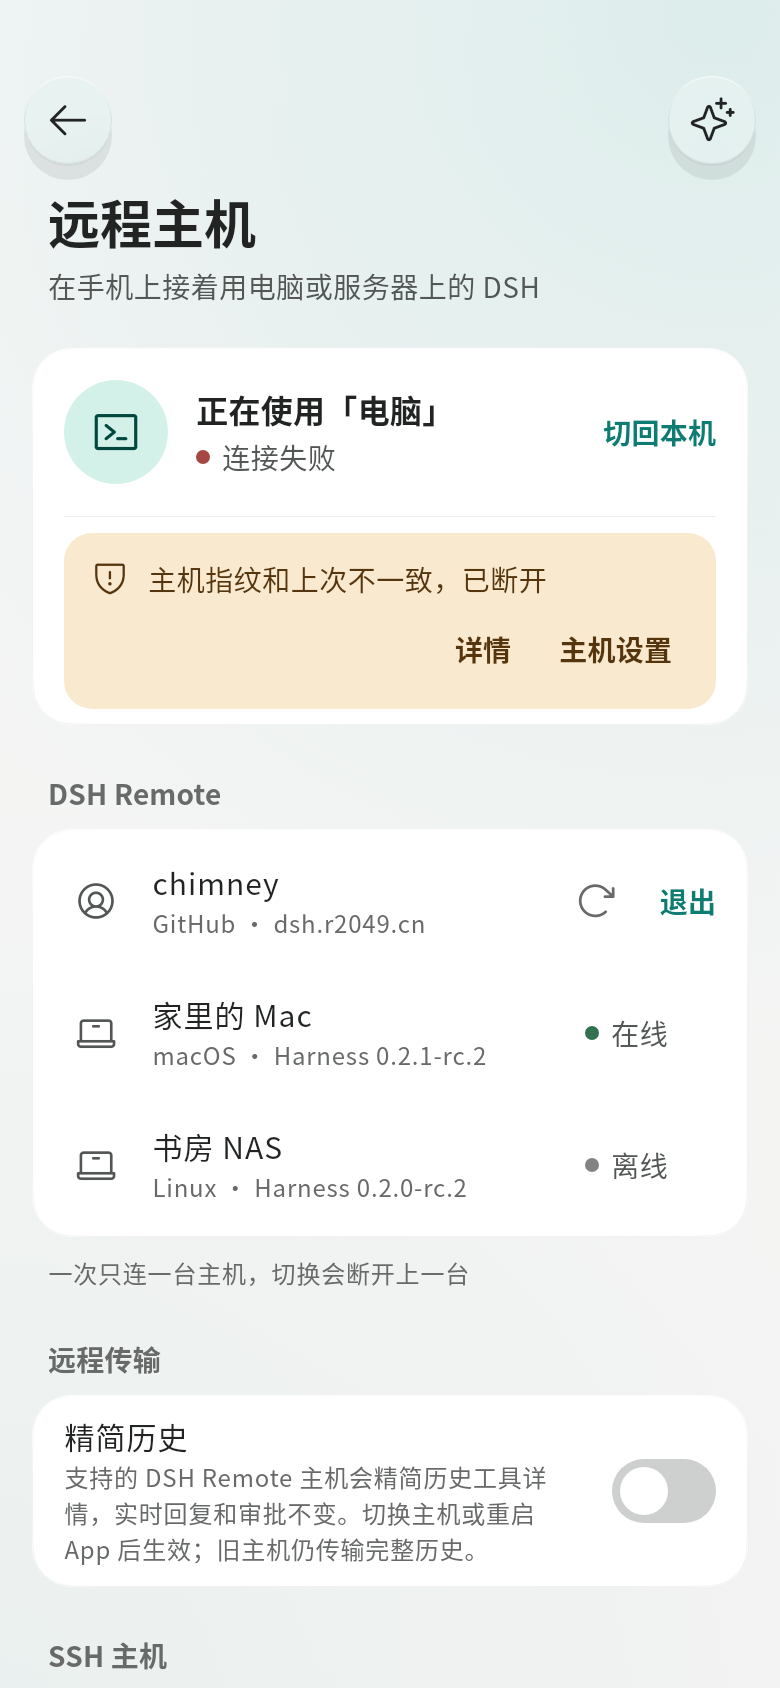 远程主机
在手机上接着用电脑或服务器上的 DSH
正在使用「电脑」
连接失败
切回本机
主机指纹和上次不一致，已断开
详情 主机设置
DSH Remote
chimney
GitHub • dsh.r2049.cn
退出
家里的 Mac
macOS • Harness 0.2.1-rc.2
在线
书房 NAS
Linux • Harness 0.2.0-rc.2
离线
一次只连一台主机，切换会断开上一台
远程传输
精简历史
支持的 DSH Remote 主机会精简历史工具详
情，实时回复和审批不变。切换主机或重启
App 后生效；旧主机仍传输完整历史。
SSH 主机